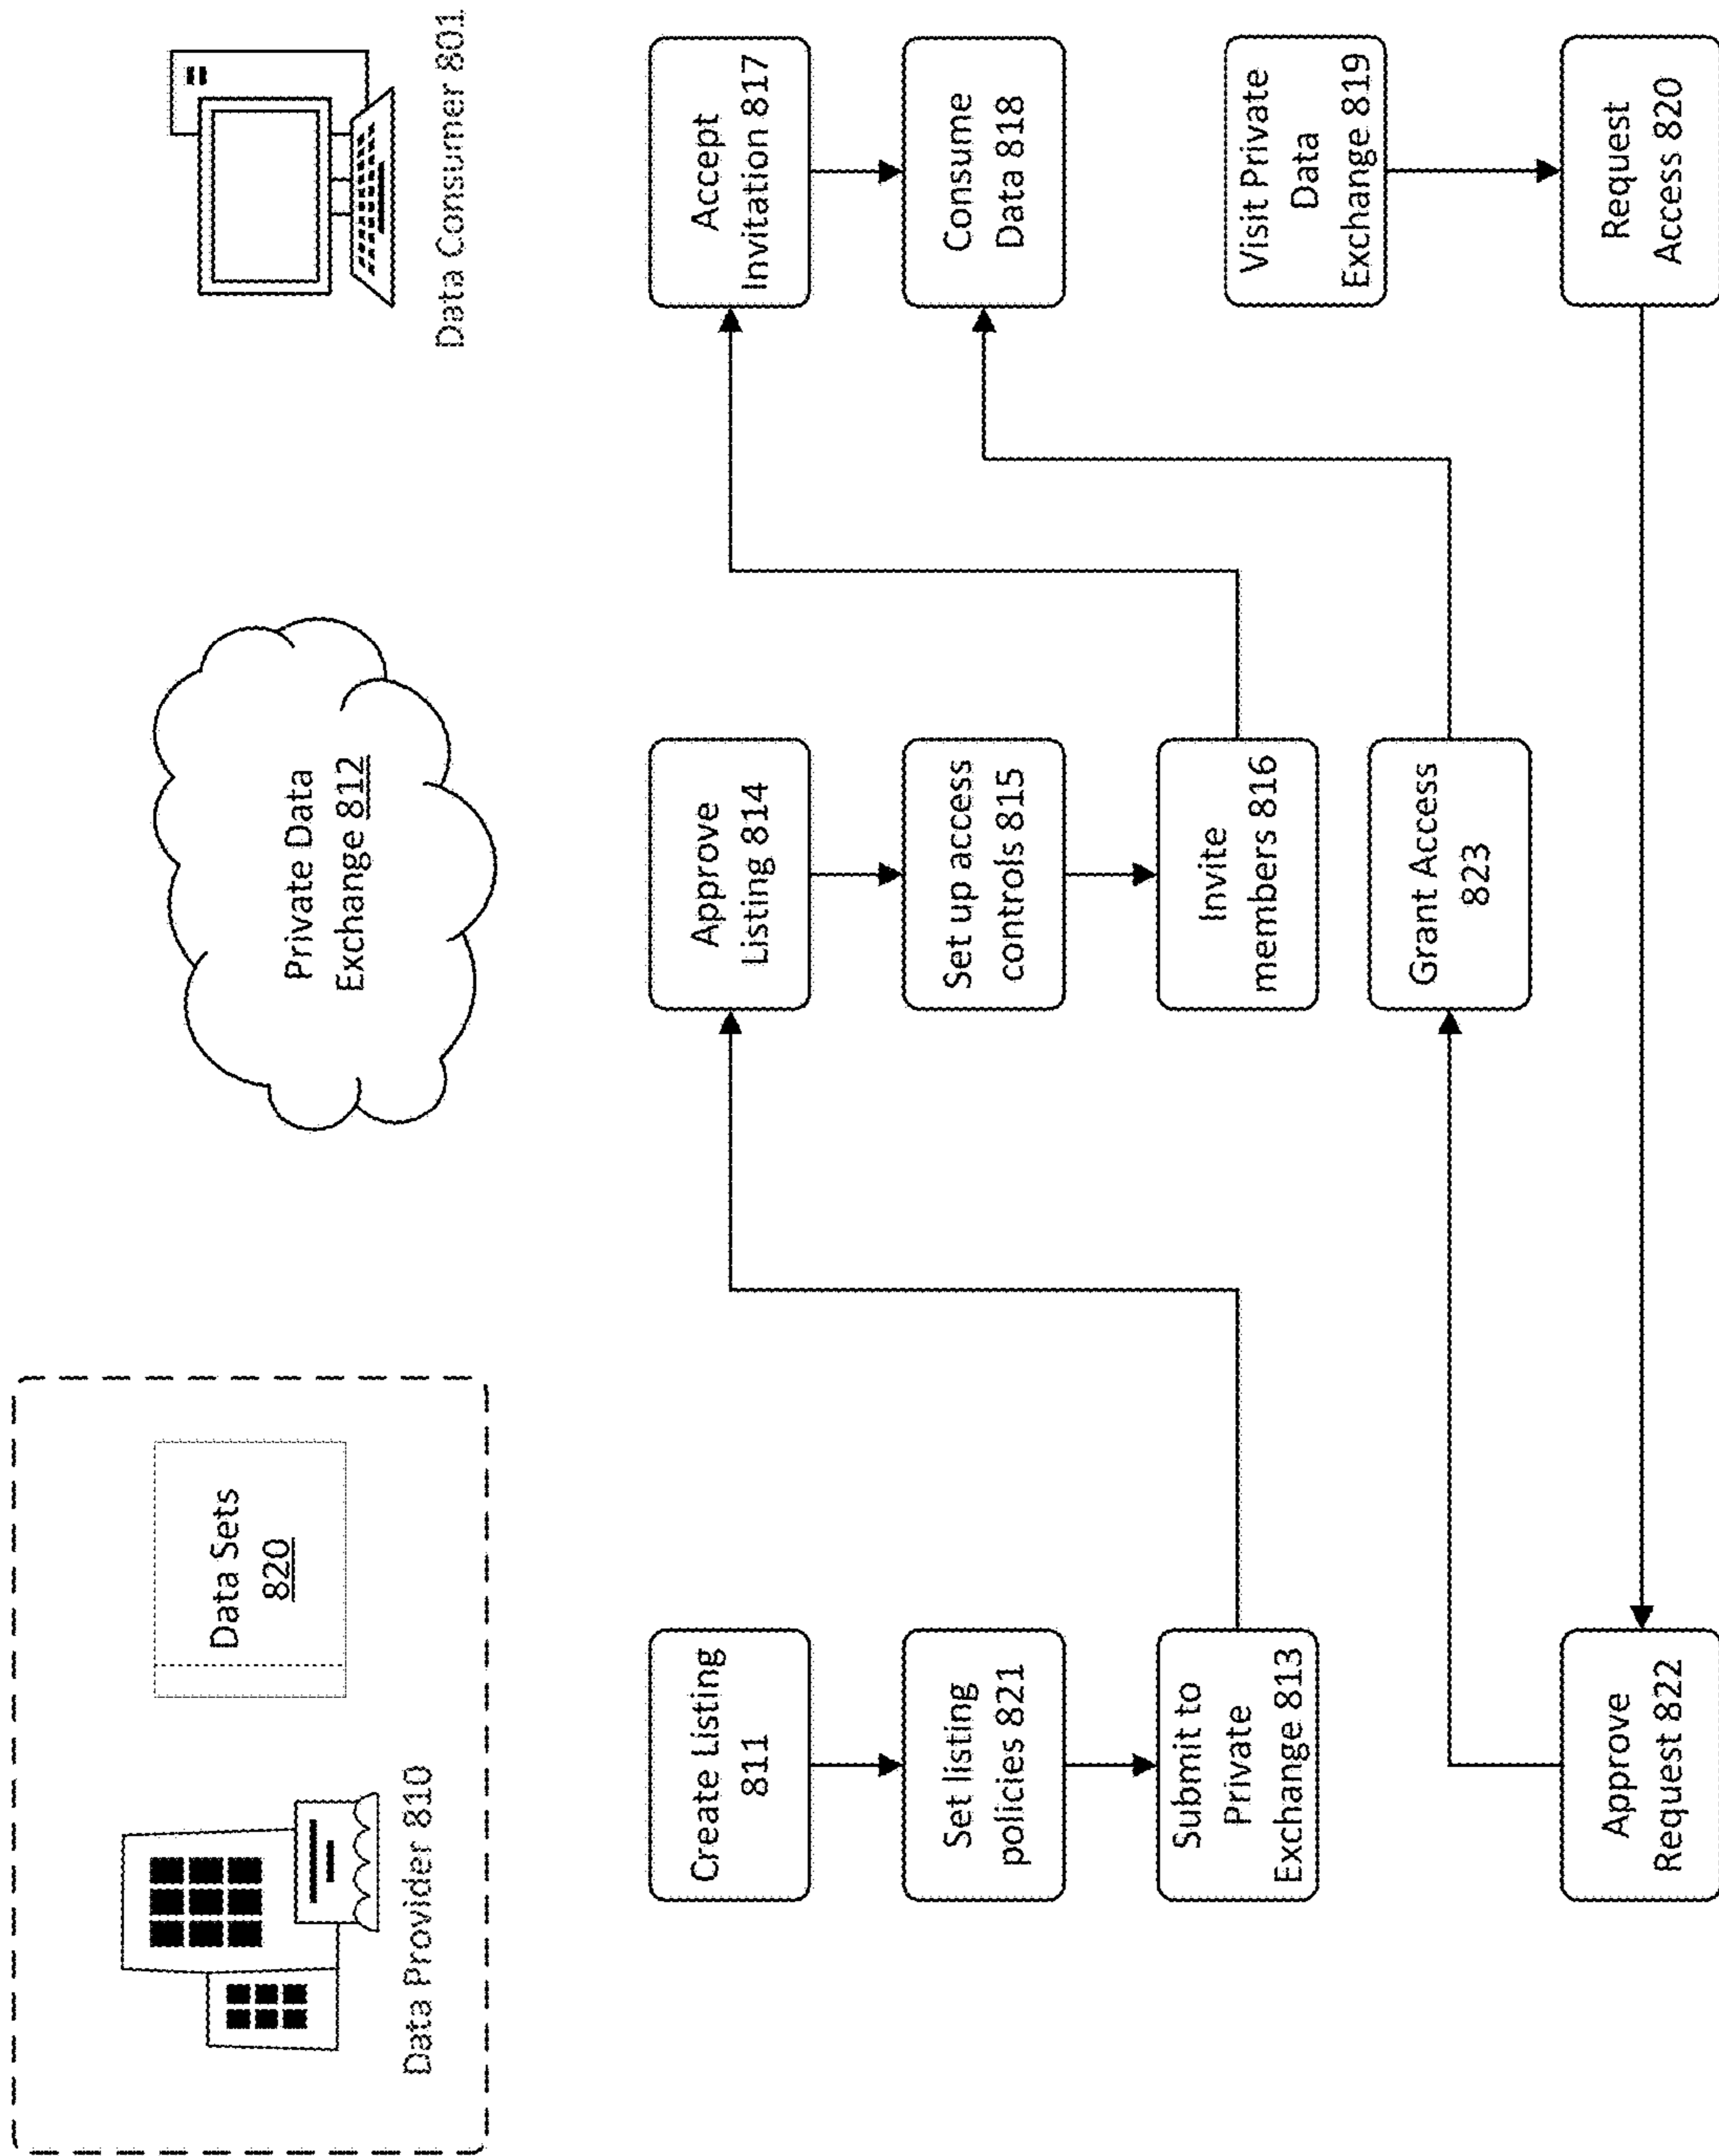 Data Provider 810
Data Sets
820
Private Data
Exchange 812
Data Consumer 801
Create Listing
811
Set listing
policies 821
Submit to
Private
Exchange 813
Approve
Request 822
Approve
Listing 814
Set up access
controls 815
Invite
members 816
Grant Access
823
Accept
Invitation 817
Consume
Data 818
Visit Private
Data
Exchange 819
Request
Access 820